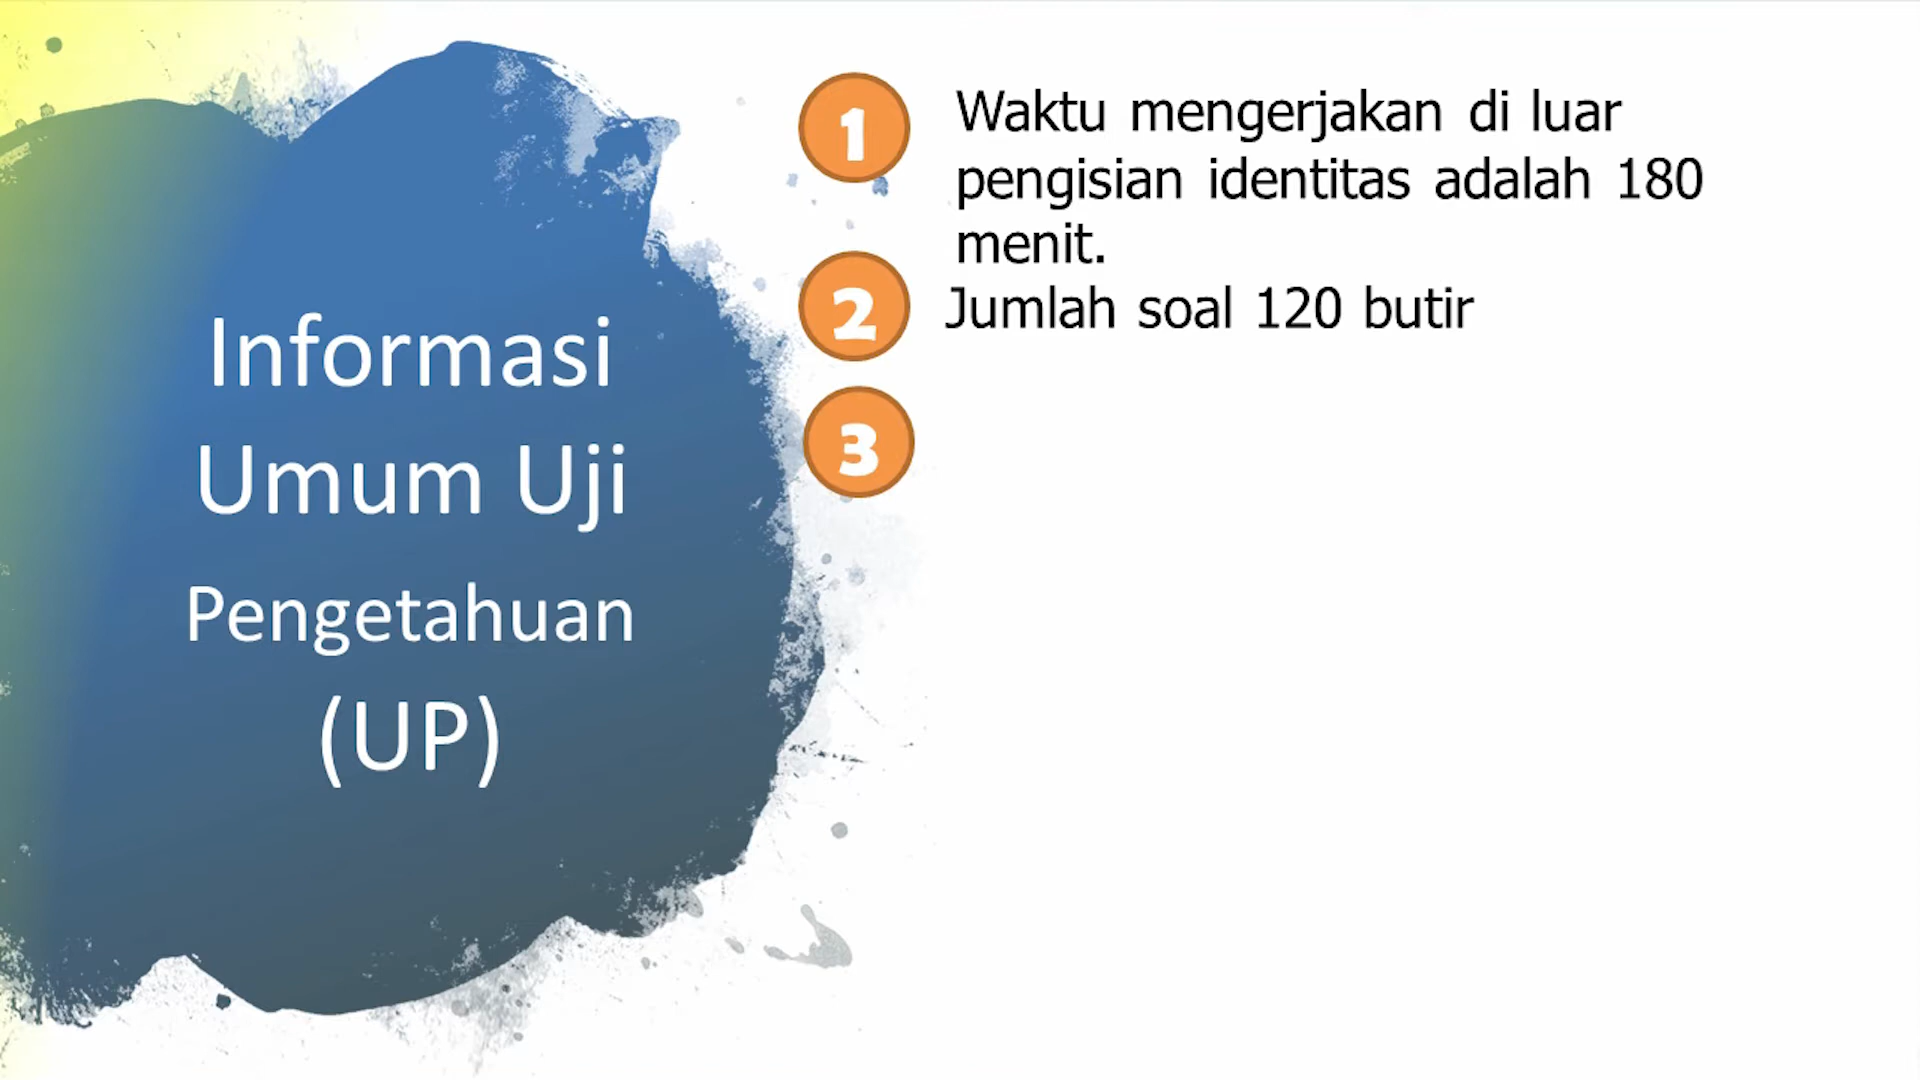 Informasi
Umum Uji
Pengetahuan
(UP)
1
Waktu mengerjakan di luar
pengisian identitas adalah 180
menit.
2
Jumlah soal 120 butir
3